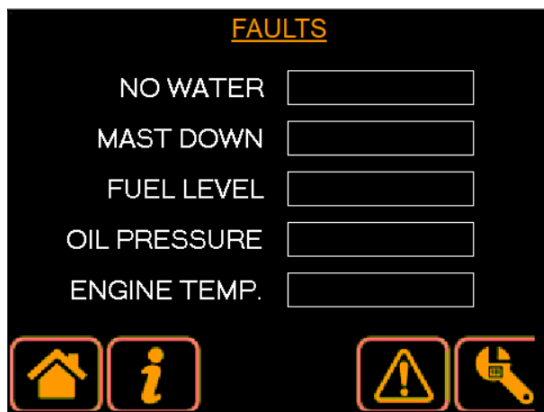 FAULTS
NO WATER
MAST DOWN
FUEL LEVEL
OIL PRESSURE
ENGINE TEMP.